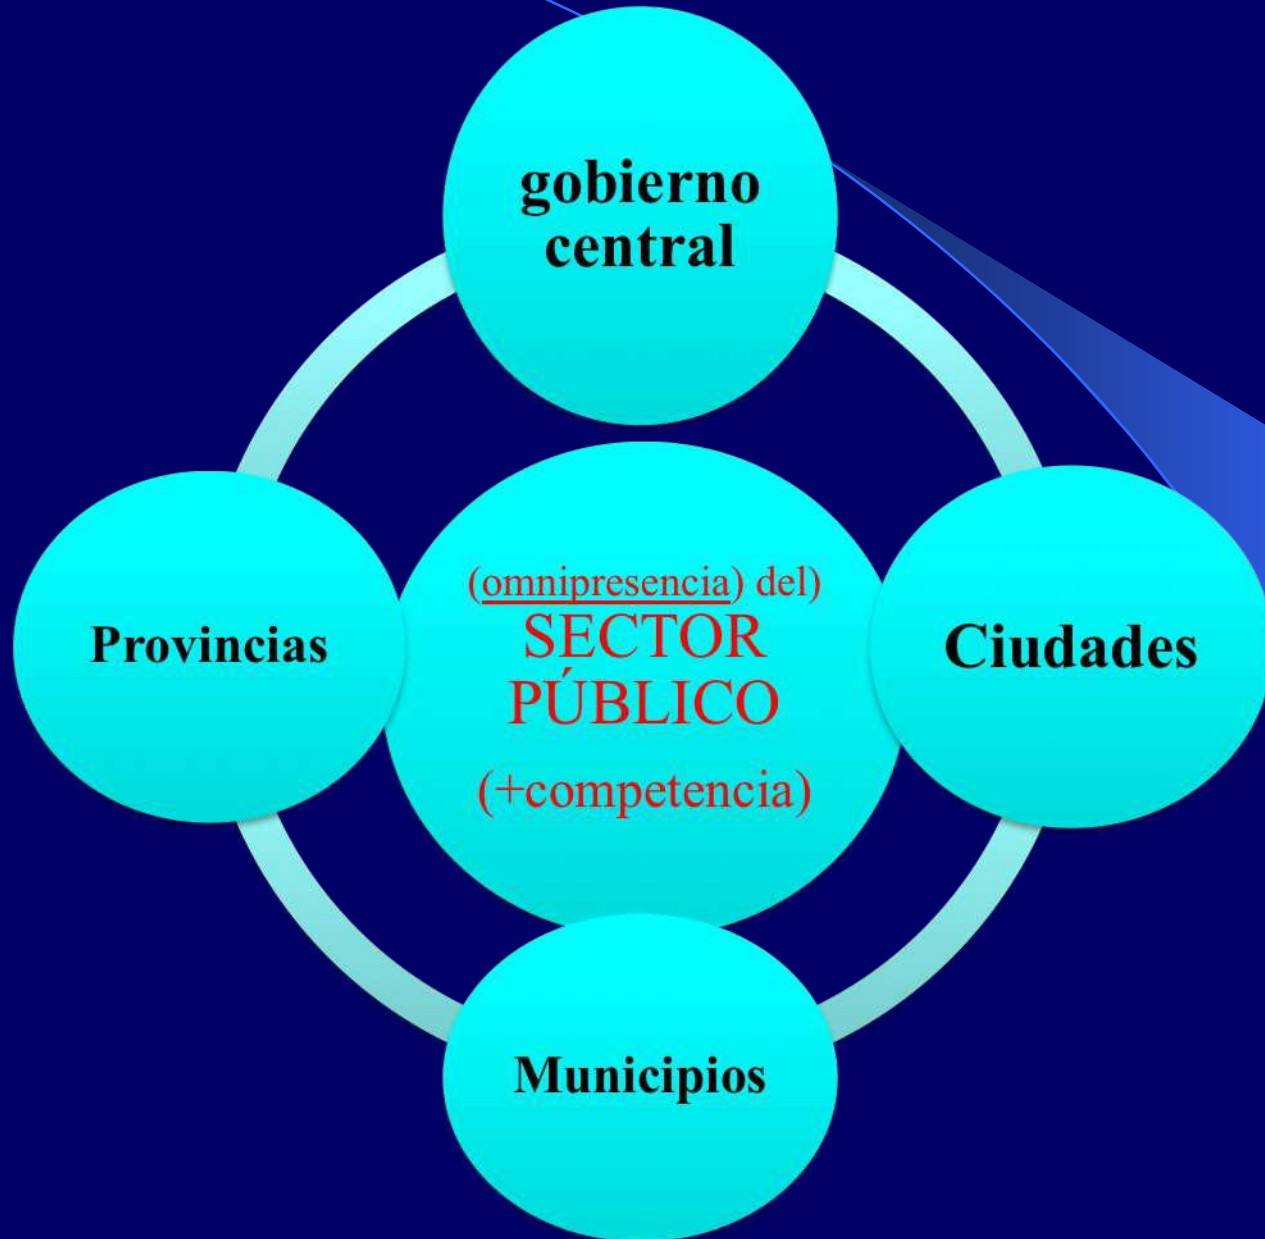 gobierno
central
Provincias
(omnipresencia) del)
SECTOR
PÚBLICO
(+competencia)
Ciudades
Municipios